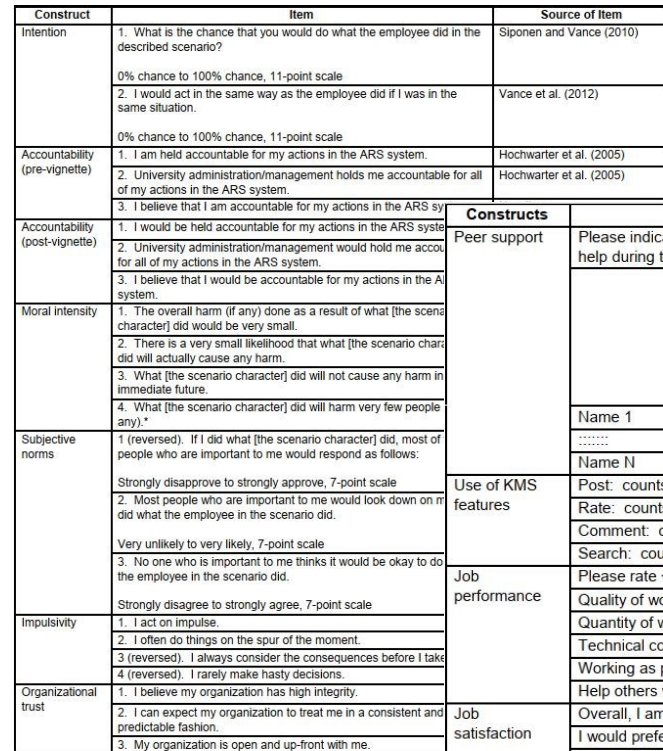 Construct Item Source of Item
Intention 1. What is the chance that you would do what the employee did in the Siponen and Vance (2010)
described scenario?
0% chance to 100% chance, 11-point scale
2. I would act in the same way as the employee did if I was in the Vance et al. (2012)
same situation.
0% chance to 100% chance, 11-point scale
Accountability 1. I am held accountable for my actions in the ARS system. Hochwarter et al. (2005)
(pre-vignette) 2. University administration/management holds me accountable for all Hochwarter et al. (2005)
of my actions in the ARS system.
3. I believe that I am accountable for my actions in the ARS sy
Accountability 1. I would be held accountable for my actions in the ARS syste
(post-vignette) 2. University administration/management would hold me accou
for all of my actions in the ARS system.
3. I believe that I would be accountable for my actions in the A
system.
Moral intensity 1. The overall harm (if any) done as a result of what [the scena
character] did would be very small.
2. There is a very small likelihood that what [the scenario chara
did will actually cause any harm.
3. What [the scenario character] did will not cause any harm in
immediate future.
4. What [the scenario character] did will harm very few people
any).*
Subjective 1 (reversed). If I did what [the scenario character] did, most of
norms people who are important to me would respond as follows:
Strongly disapprove to strongly approve, 7-point scale
2. Most people who are important to me would look down on m
did what the employee in the scenario did.
Very unlikely to very likely, 7-point scale
3. No one who is important to me thinks it would be okay to do
the employee in the scenario did.
Strongly disagree to strongly agree, 7-point scale
Impulsivity 1. I act on impulse.
2. I often do things on the spur of the moment.
3 (reversed). I always consider the consequences before I take
4 (reversed). I rarely make hasty decisions.
Organizational 1. I believe my organization has high integrity.
trust 2. I can expect my organization to treat me in a consistent and
predictable fashion.
3. My organization is open and up-front with me.
Constructs
Peer support Please indic
help during t
Name 1
:::::::
Name N
Use of KMS Post: counts
features Rate: counts
Comment: c
Search: cou
Job Please rate
performance Quality of wo
Quantity of w
Technical co
Working as p
Help others
Job Overall, I am
satisfaction I would prefe